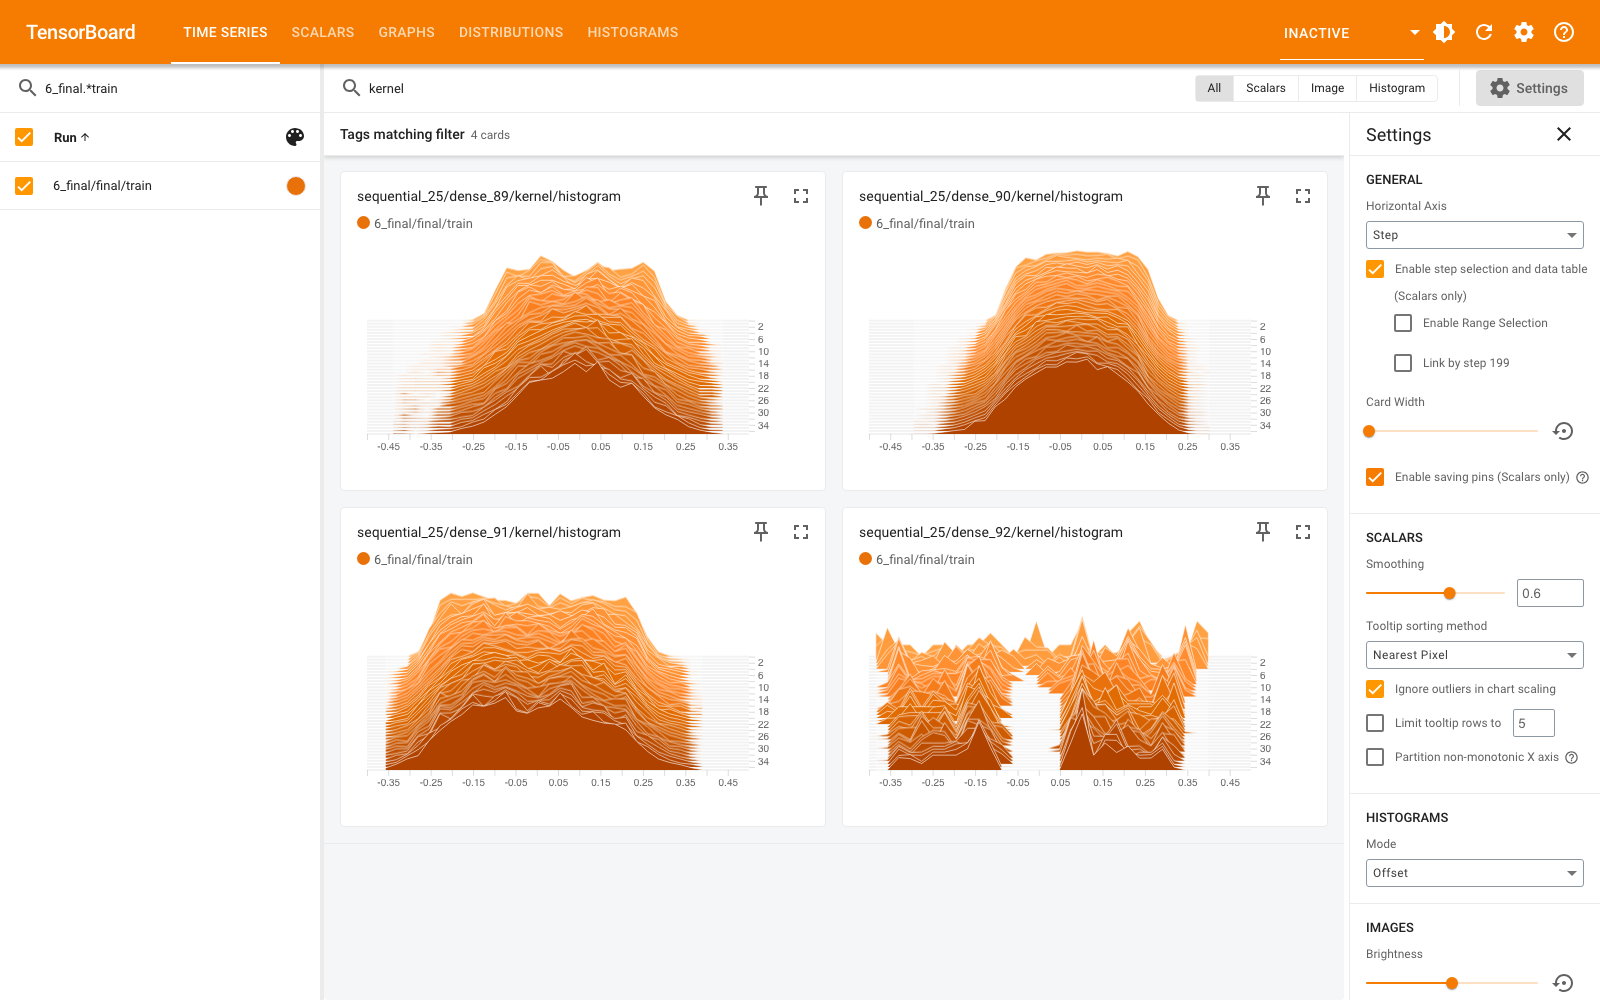 TensorBoard TIME SERIES SCALARS GRAPHS DISTRIBUTIONS HISTOGRAMS INACTIVE
6_final.*train
kernel
All Scalars Image Histogram
Settings
Run
6_final/final/train
Tags matching filter 4 cards
sequential_25/dense_89/kernel/histogram
6_final/final/train
2
6
10
14
18
22
26
30
34
-0.45 -0.35 -0.25 -0.15 -0.05 0.05 0.15 0.25 0.35
sequential_25/dense_90/kernel/histogram
6_final/final/train
2
6
10
14
18
22
26
30
34
-0.45 -0.35 -0.25 -0.15 -0.05 0.05 0.15 0.25 0.35
sequential_25/dense_91/kernel/histogram
6_final/final/train
2
6
10
14
18
22
26
30
34
-0.35 -0.25 -0.15 -0.05 0.05 0.15 0.25 0.35 0.45
sequential_25/dense_92/kernel/histogram
6_final/final/train
2
6
10
14
18
22
26
30
34
-0.35 -0.25 -0.15 -0.05 0.05 0.15 0.25 0.35 0.45
Settings
GENERAL
Horizontal Axis
Step
Enable step selection and data table
(Scalars only)
Enable Range Selection
Link by step 199
Card Width
Enable saving pins (Scalars only)
SCALARS
Smoothing
0.6
Tooltip sorting method
Nearest Pixel
Ignore outliers in chart scaling
Limit tooltip rows to 5
Partition non-monotonic X axis
HISTOGRAMS
Mode
Offset
IMAGES
Brightness